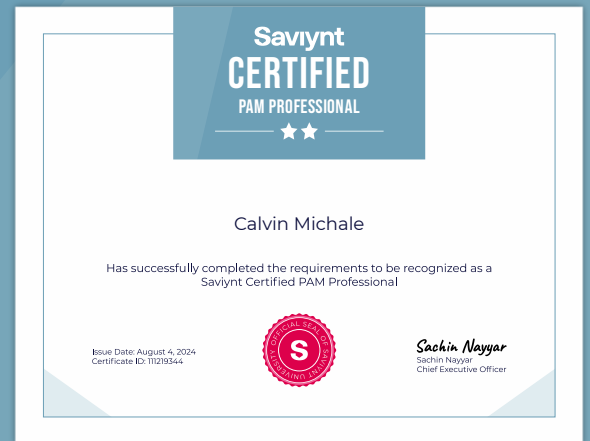 Saviynt
CERTIFIED
PAM PROFESSIONAL
Calvin Michale
Has successfully completed the requirements to be recognized as a
Saviynt Certified PAM Professional
OFFICIAL SEAL OF SAVIYNT UNIVERSITY
S
Issue Date: August 4, 2024
Certificate ID: 111219344
Sachin Nayyar
Sachin Nayyar
Chief Executive Officer